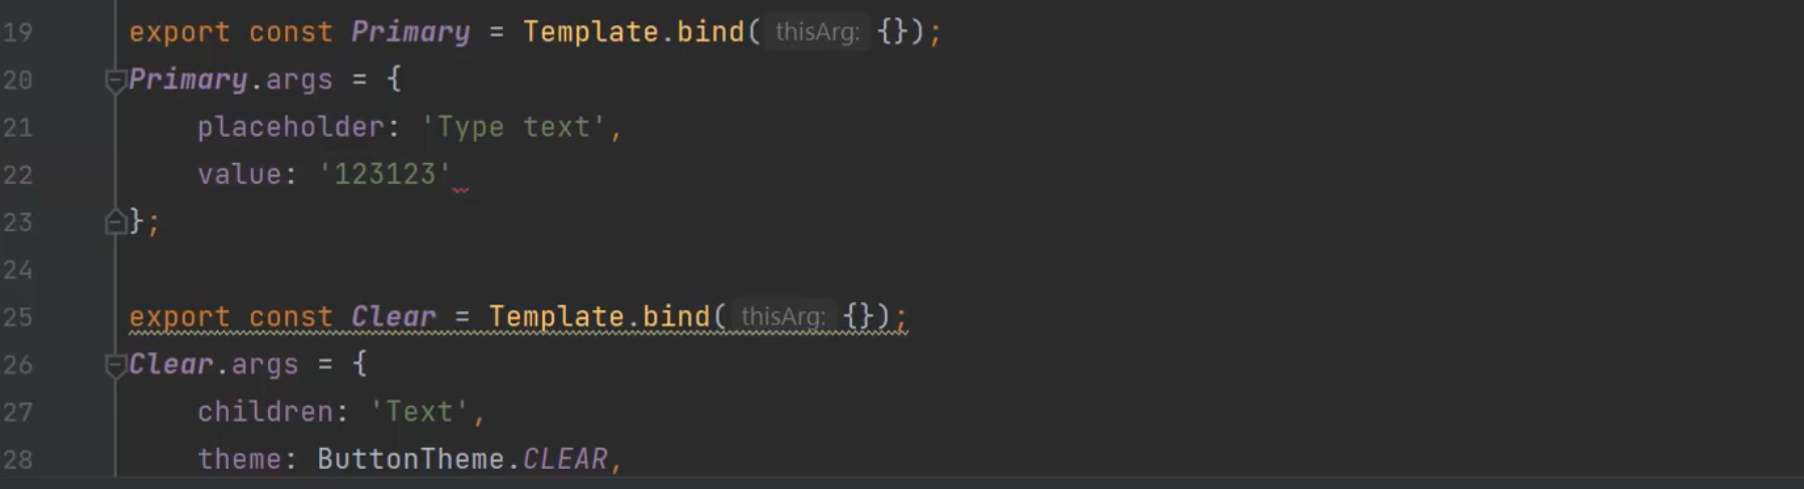 19 export const Primary = Template.bind( thisArg: {});
20 Primary.args = {
21 placeholder: 'Type text',
22 value: '123123'
23 };
24
25 export const Clear = Template.bind( thisArg: {});
26 Clear.args = {
27 children: 'Text',
28 theme: ButtonTheme.CLEAR,